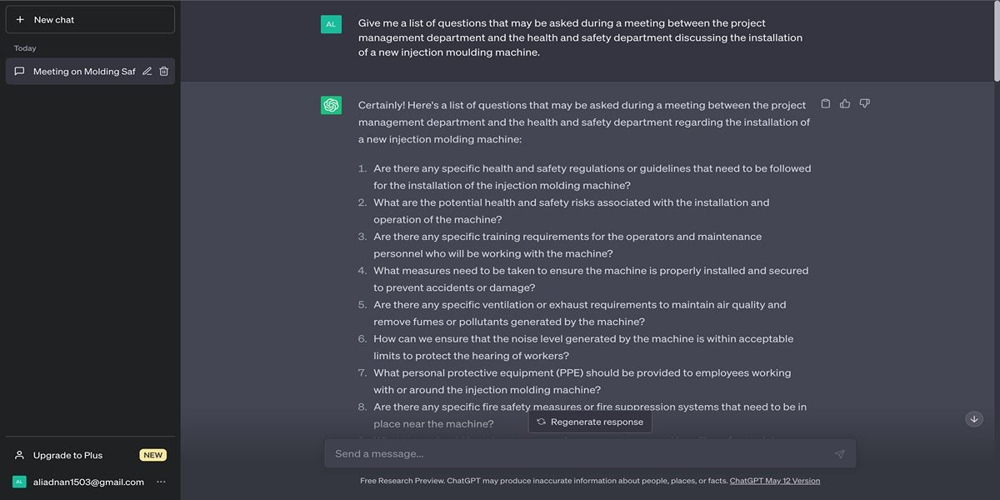 New chat
Today
Meeting on Molding Saf
Upgrade to Plus
NEW
AL
aliadnan1503@gmail.com
AL
Give me a list of questions that may be asked during a meeting between the project
management department and the health and safety department discussing the installation
of a new injection moulding machine.
Certainly! Here's a list of questions that may be asked during a meeting between the project
management department and the health and safety department regarding the installation of
a new injection molding machine:
1. Are there any specific health and safety regulations or guidelines that need to be followed
for the installation of the injection molding machine?
2. What are the potential health and safety risks associated with the installation and
operation of the machine?
3. Are there any specific training requirements for the operators and maintenance
personnel who will be working with the machine?
4. What measures need to be taken to ensure the machine is properly installed and secured
to prevent accidents or damage?
5. Are there any specific ventilation or exhaust requirements to maintain air quality and
remove fumes or pollutants generated by the machine?
6. How can we ensure that the noise level generated by the machine is within acceptable
limits to protect the hearing of workers?
7. What personal protective equipment (PPE) should be provided to employees working
with or around the injection molding machine?
8. Are there any specific fire safety measures or fire suppression systems that need to be in
place near the machine?
Regenerate response
Send a message...
Free Research Preview. ChatGPT may produce inaccurate information about people, places, or facts. ChatGPT May 12 Version